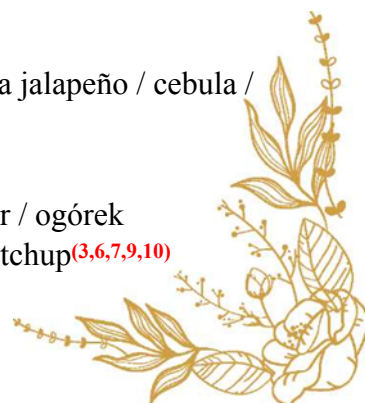 a jalapeño / cebula /
r / ogórek
tchup(3,6,7,9,10)